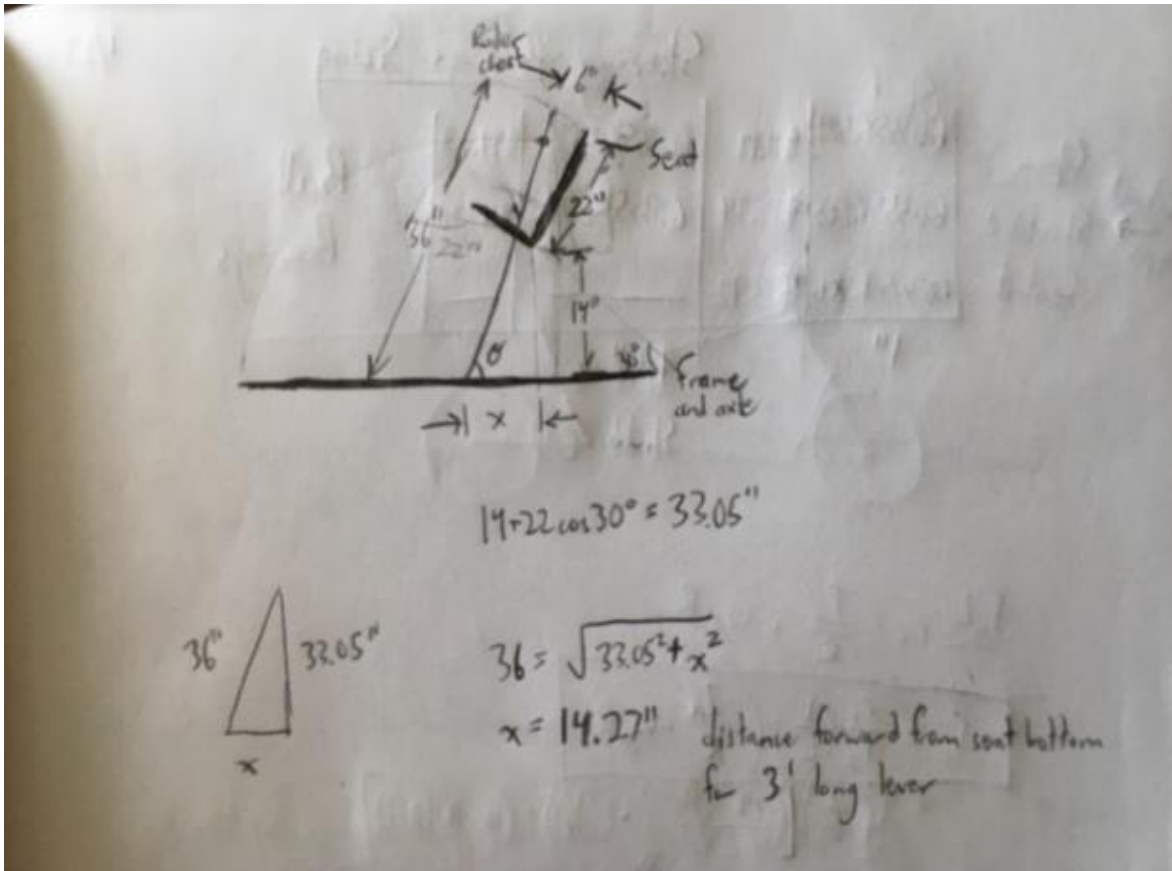 Rider
chest
6"
Seat
22"
36"
22"
14"
θ
Frame
and axle
x
14+22cos30° = 33.05"
36"
33.05"
x
36 = √33.05² + x²
x = 14.27" distance forward from seat bottom
for 3' long lever